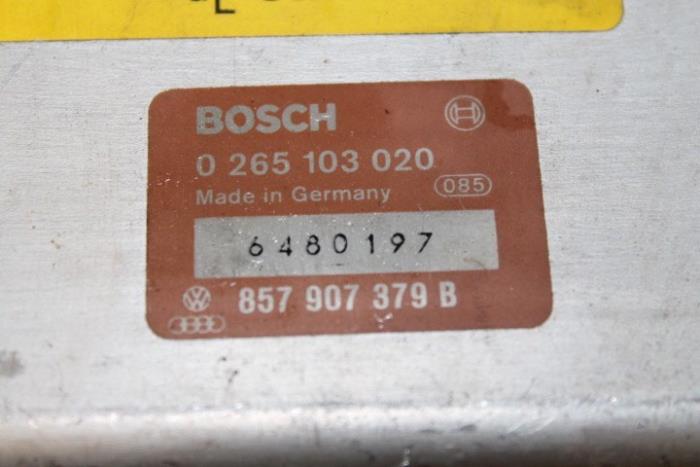 BOSCH
0 265 103 020
Made in Germany 085
6480197
857 907 379 B